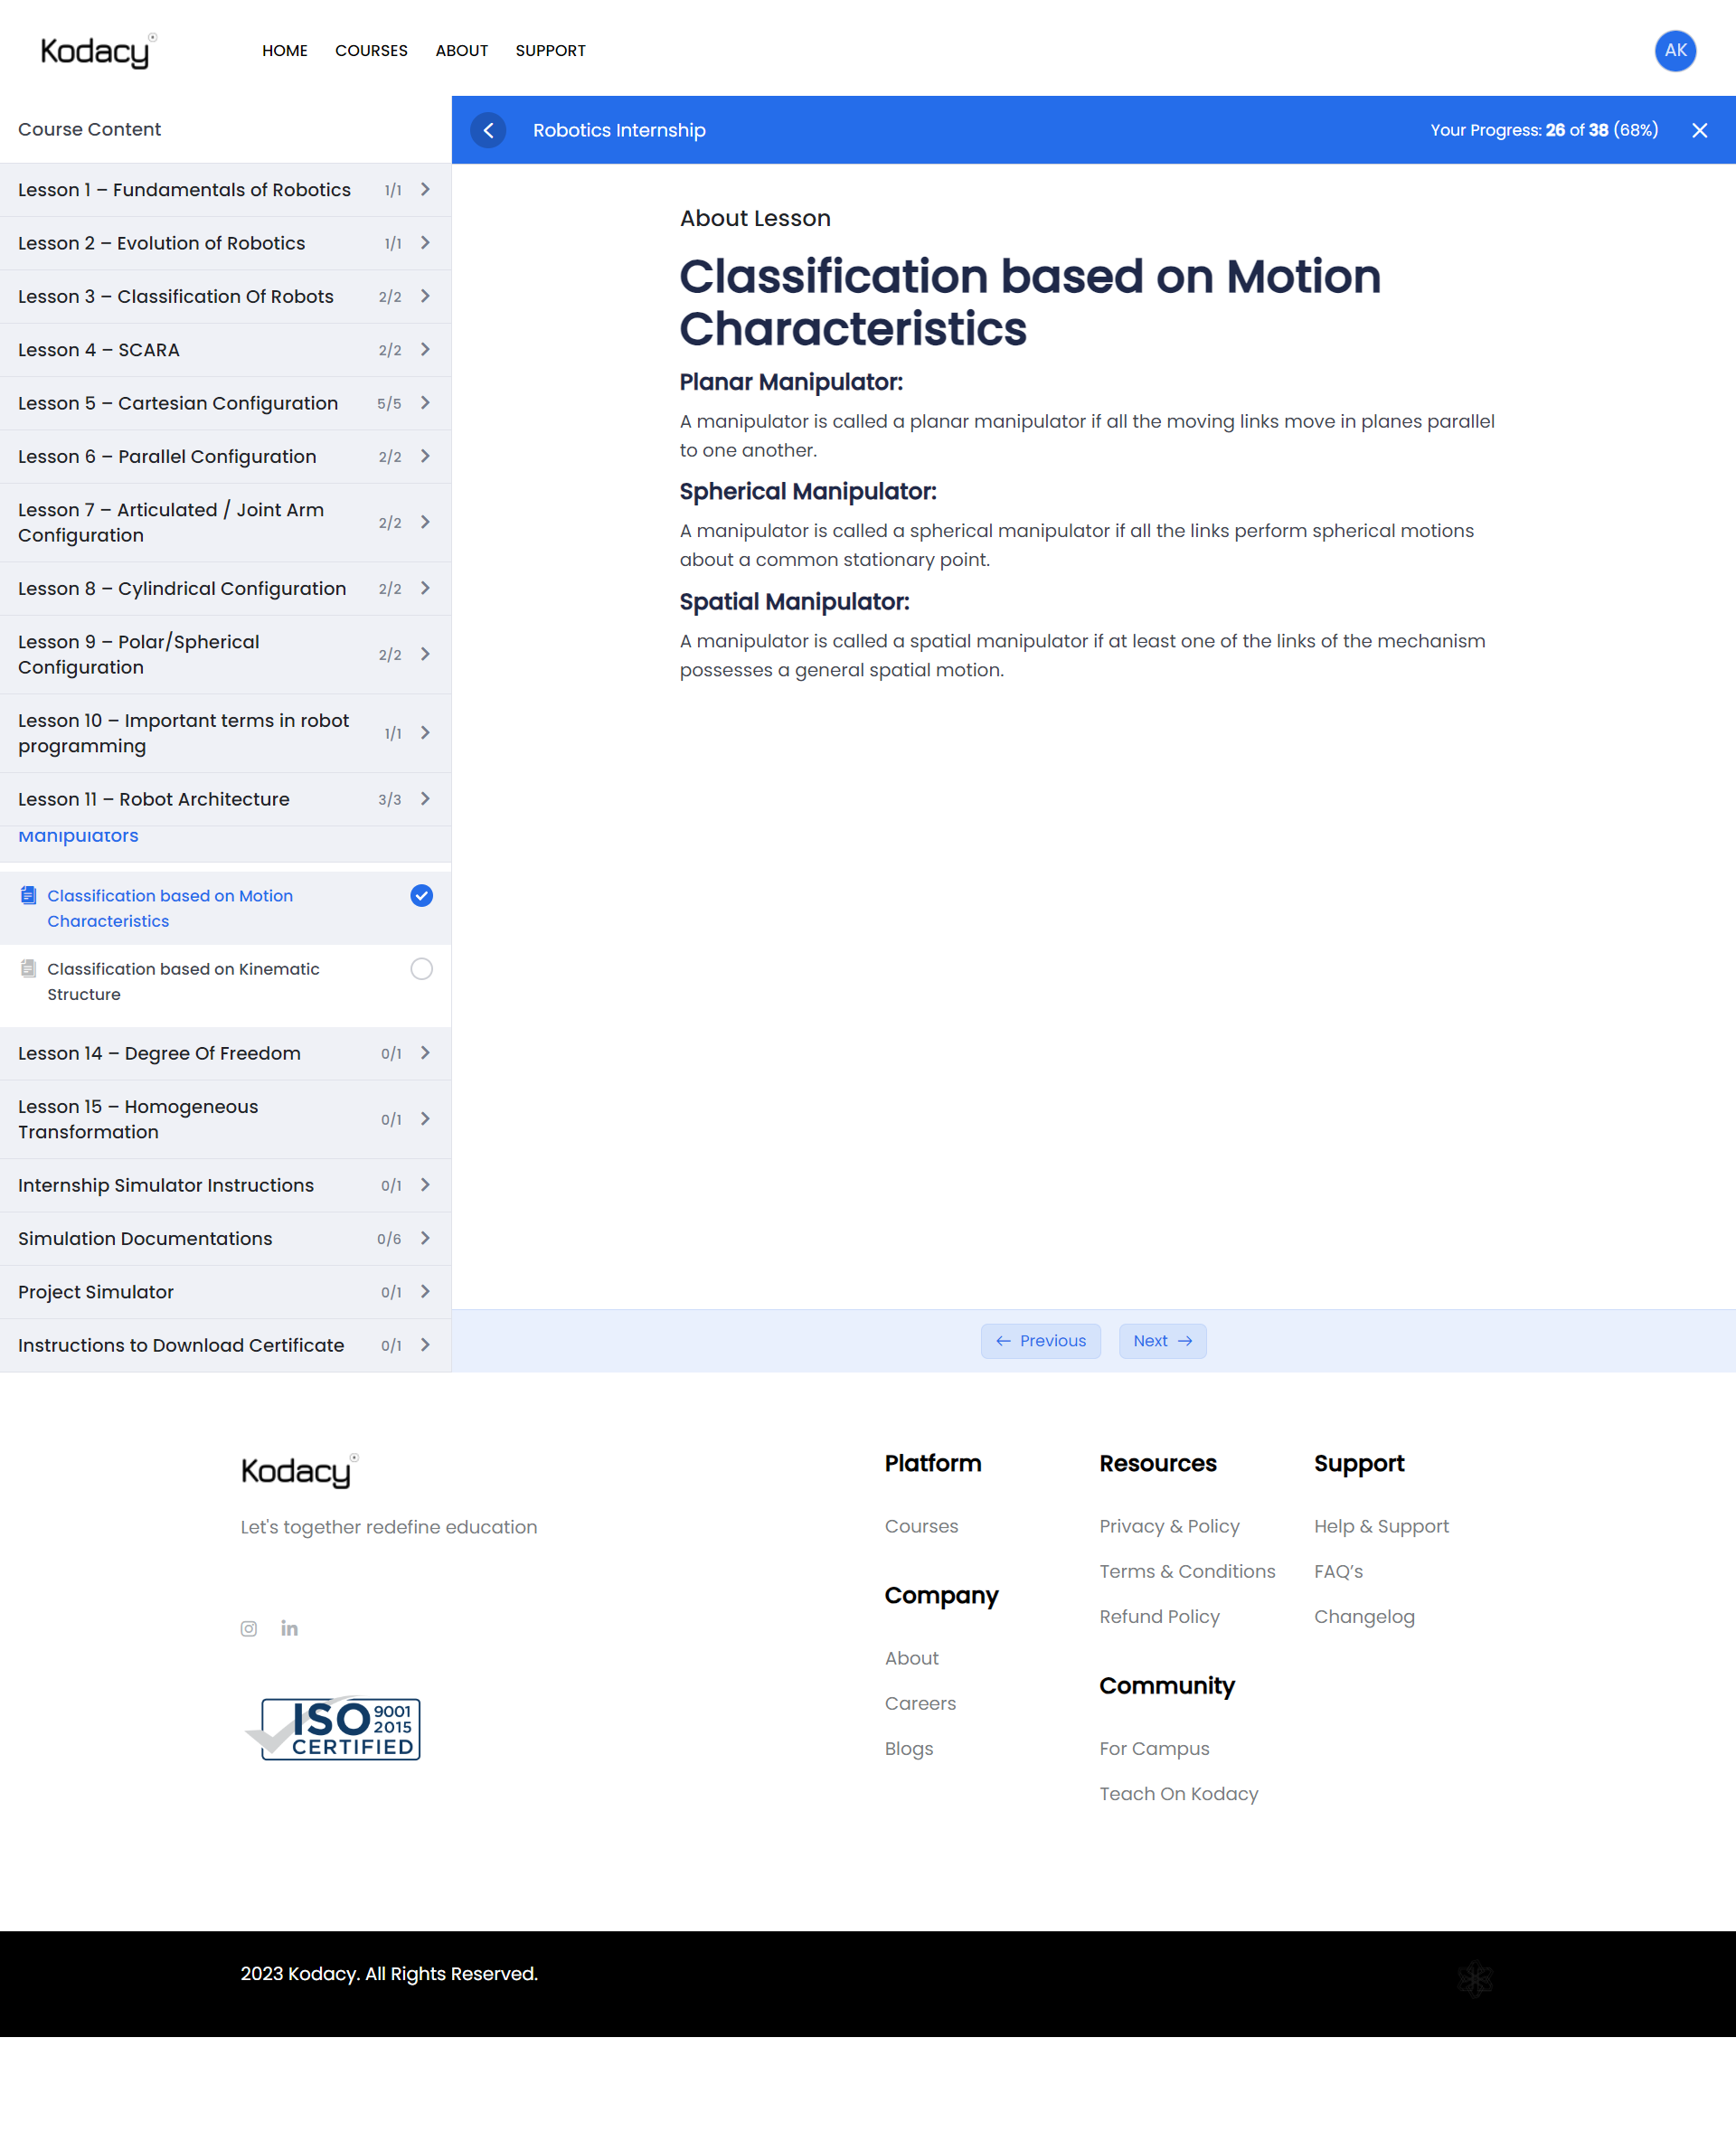 Kodacy
HOME COURSES ABOUT SUPPORT
AK
Course Content
Robotics Internship
Your Progress: 26 of 38 (68%)
Lesson 1 – Fundamentals of Robotics 1/1
Lesson 2 – Evolution of Robotics 1/1
Lesson 3 – Classification Of Robots 2/2
Lesson 4 – SCARA 2/2
Lesson 5 – Cartesian Configuration 5/5
Lesson 6 – Parallel Configuration 2/2
Lesson 7 – Articulated / Joint Arm
Configuration 2/2
Lesson 8 – Cylindrical Configuration 2/2
Lesson 9 – Polar/Spherical
Configuration 2/2
Lesson 10 – Important terms in robot
programming 1/1
Lesson 11 – Robot Architecture 3/3
Manipulators
Classification based on Motion
Characteristics
Classification based on Kinematic
Structure
Lesson 14 – Degree Of Freedom 0/1
Lesson 15 – Homogeneous
Transformation 0/1
Internship Simulator Instructions 0/1
Simulation Documentations 0/6
Project Simulator 0/1
Instructions to Download Certificate 0/1
About Lesson
Classification based on Motion
Characteristics
Planar Manipulator:
A manipulator is called a planar manipulator if all the moving links move in planes parallel
to one another.
Spherical Manipulator:
A manipulator is called a spherical manipulator if all the links perform spherical motions
about a common stationary point.
Spatial Manipulator:
A manipulator is called a spatial manipulator if at least one of the links of the mechanism
possesses a general spatial motion.
← Previous
Next →
Kodacy
Let's together redefine education
in
ISO 9001
2015
CERTIFIED
Platform
Courses
Company
About
Careers
Blogs
Resources
Privacy & Policy
Terms & Conditions
Refund Policy
Community
For Campus
Teach On Kodacy
Support
Help & Support
FAQ’s
Changelog
2023 Kodacy. All Rights Reserved.